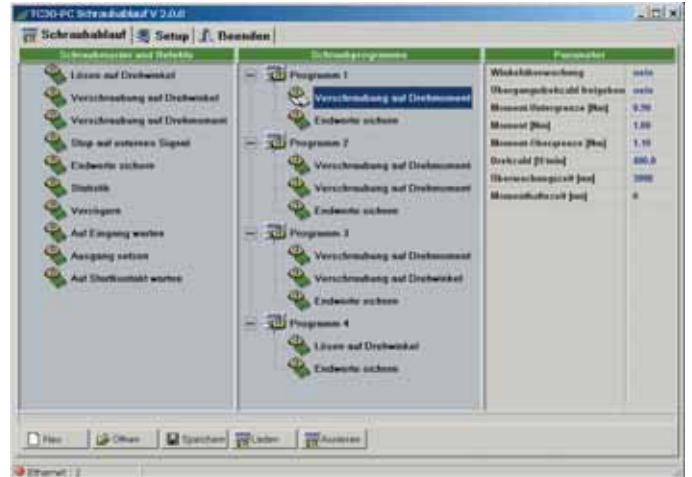 TC30-PC Schraubablauf V 2.0.0
Schraubablauf Setup Beenden
Schraubmuster und Befehle
Lösen auf Drehwinkel
Verschraubung auf Drehwinkel
Verschraubung auf Drehmoment
Stop auf externes Signal
Endwerte sichern
Statistik
Verzögern
Auf Eingang warten
Ausgang setzen
Auf Startkontakt warten
Schraubprogramme
Programm 1
Verschraubung auf Drehmoment
Endwerte sichern
Programm 2
Verschraubung auf Drehmoment
Verschraubung auf Drehmoment
Endwerte sichern
Programm 3
Verschraubung auf Drehmoment
Verschraubung auf Drehwinkel
Endwerte sichern
Programm 4
Lösen auf Drehwinkel
Endwerte sichern
Parameter
Winkelüberwachung nein
Übergangsdrehzahl freigeben nein
Moment Untergrenze [Nm] 0.90
Moment [Nm] 1.00
Moment Obergrenze [Nm] 1.10
Drehzahl [U/min] 400.0
Überwachungszeit [ms] 3000
Momenthaltezeit [ms] 0
Neu Öffnen Speichern Laden Auslesen
Ethernet : 2